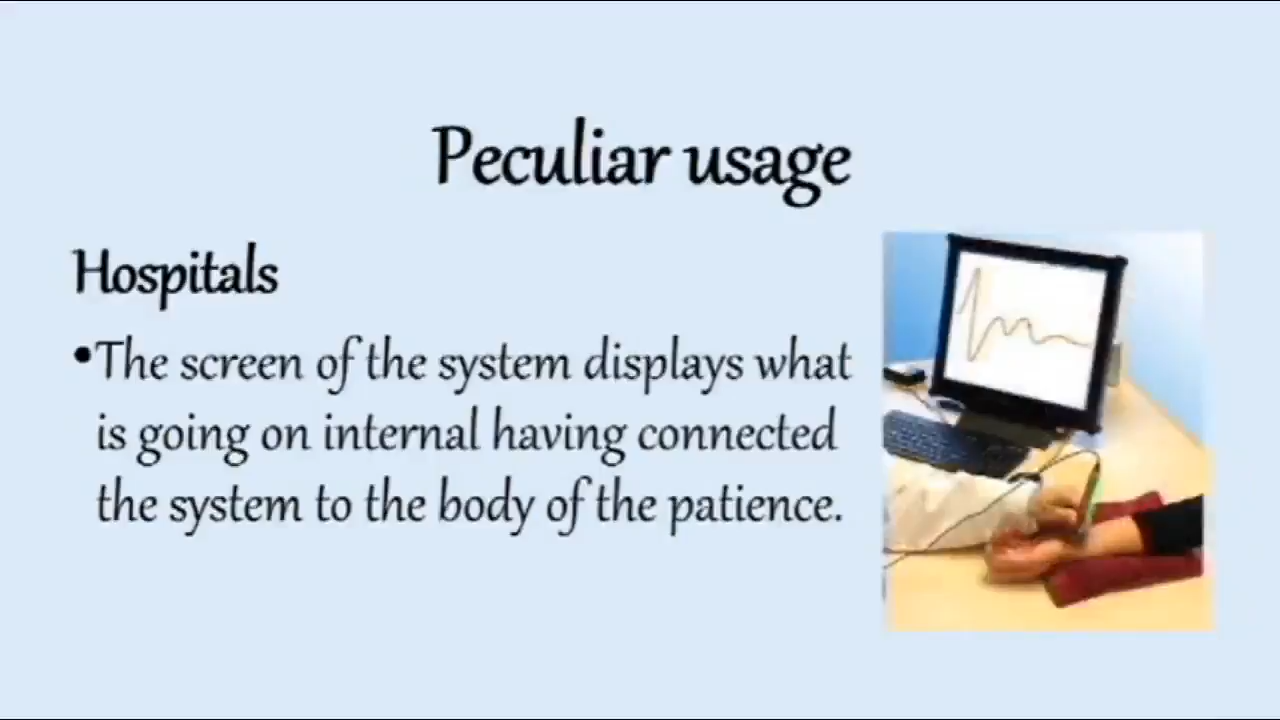 Peculiar usage
Hospitals
•The screen of the system displays what
is going on internal having connected
the system to the body of the patience.